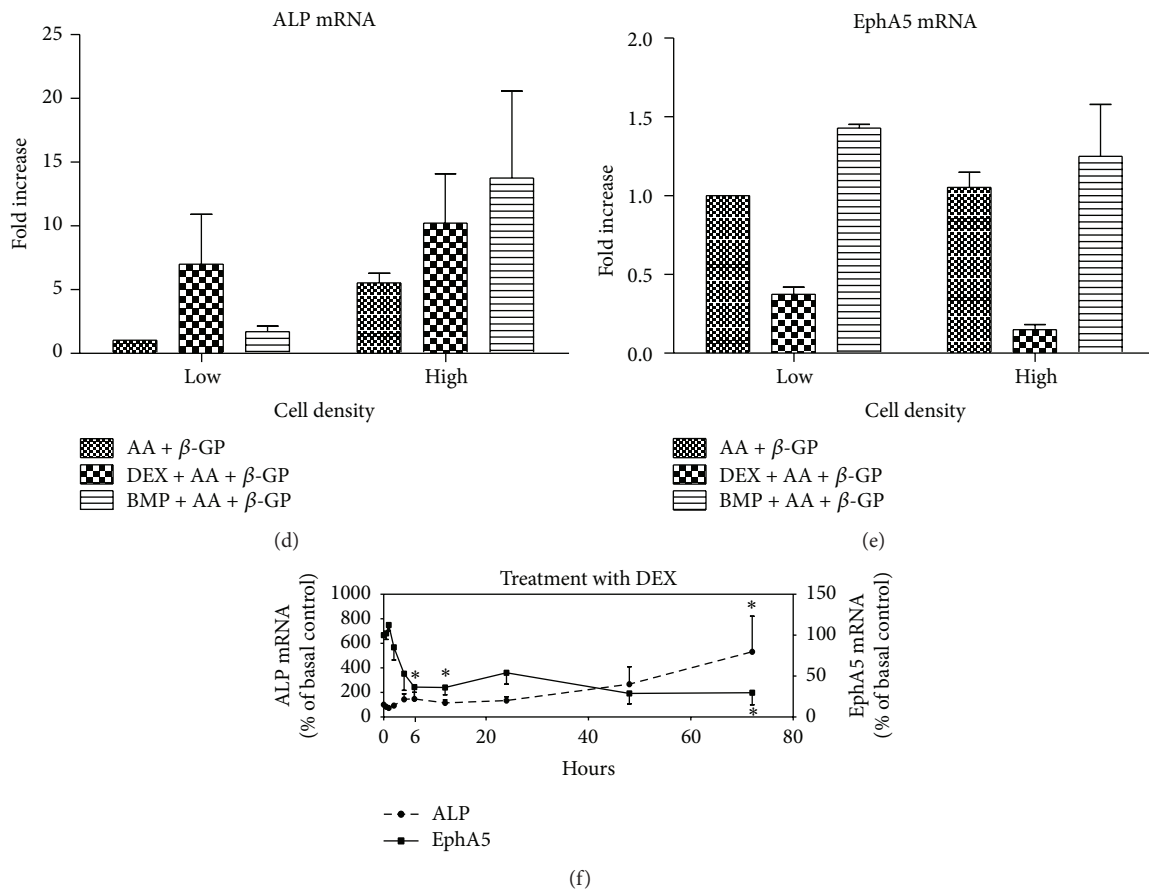 ALP mRNA
25
20
15
10
5
0
Fold increase
Low
High
Cell density
AA + β-GP
DEX + AA + β-GP
BMP + AA + β-GP
(d)
EphA5 mRNA
2.0
1.5
1.0
0.5
0.0
Fold increase
Low
High
Cell density
AA + β-GP
DEX + AA + β-GP
BMP + AA + β-GP
(e)
Treatment with DEX
ALP mRNA
(% of basal control)
1000
800
600
400
200
0
* * * *
150
100
50
0
EphA5 mRNA
(% of basal control)
0 6 20 40 60 80
Hours
ALP
EphA5
(f)